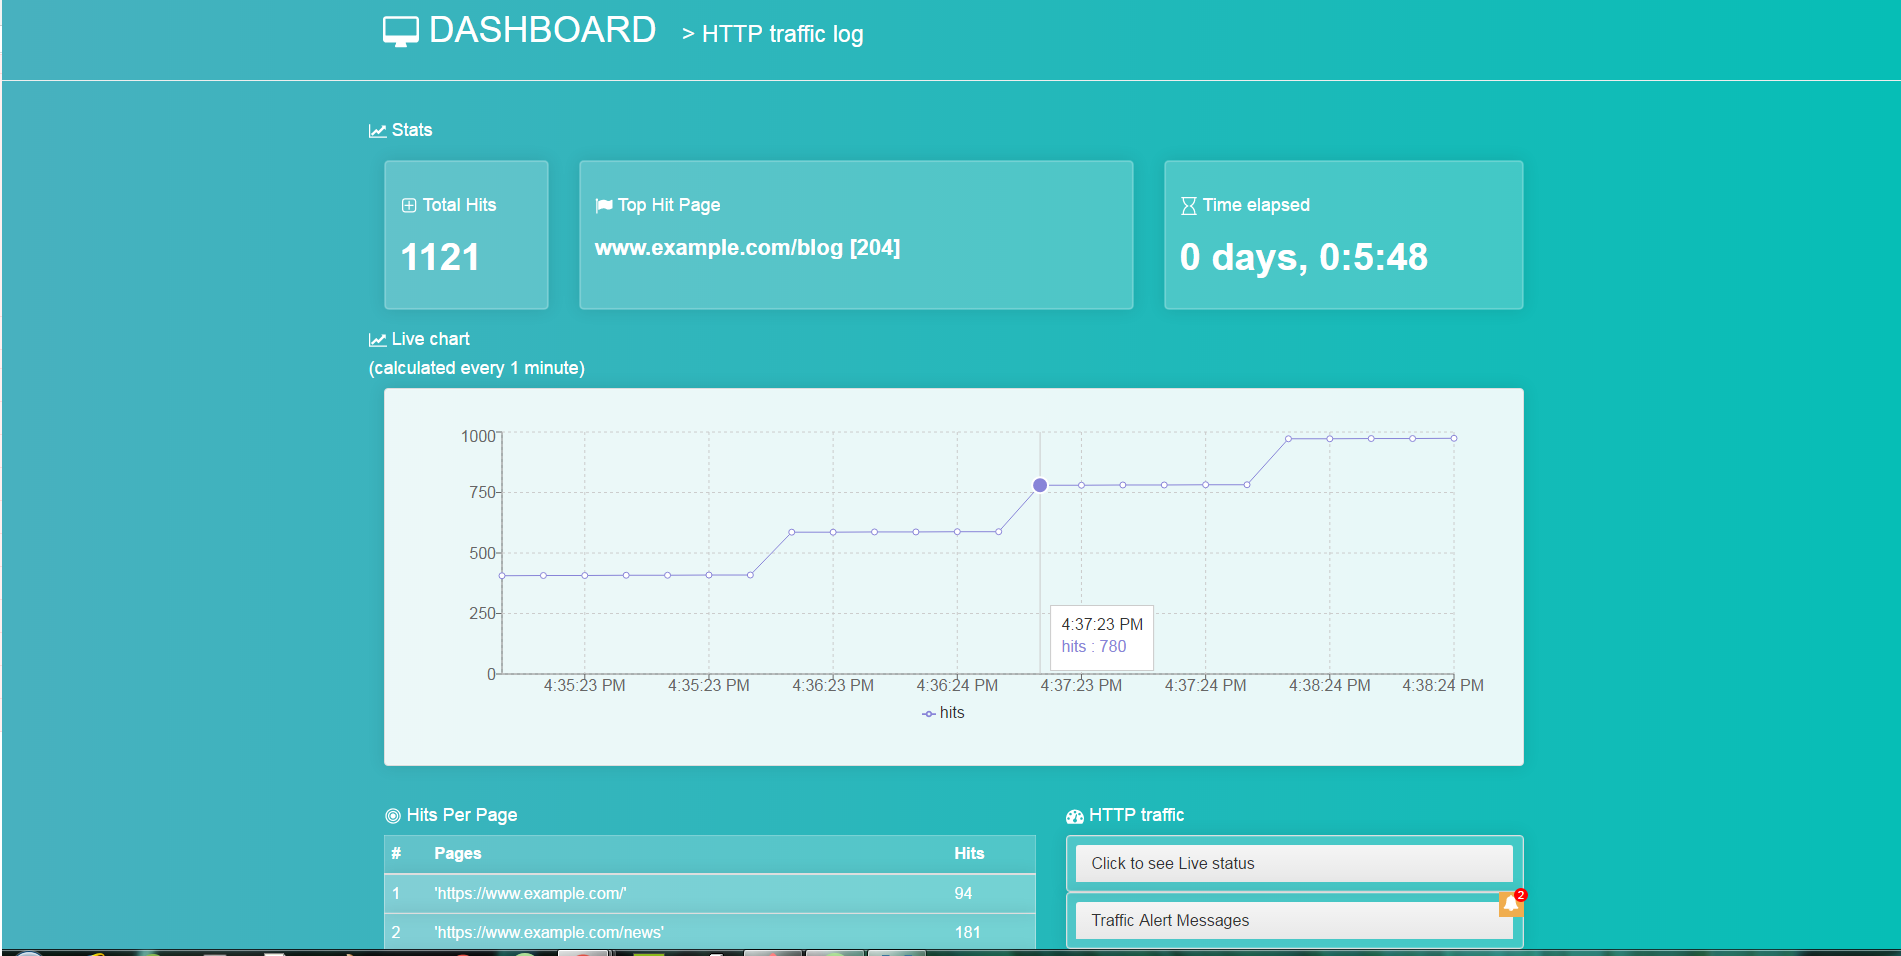 DASHBOARD > HTTP traffic log
Stats
Total Hits
1121
Top Hit Page
www.example.com/blog [204]
Time elapsed
0 days, 0:5:48
Live chart
(calculated every 1 minute)
1000
750
500
250
0
4:37:23 PM
hits : 780
4:35:23 PM 4:35:23 PM 4:36:23 PM 4:36:24 PM 4:37:23 PM 4:37:24 PM 4:38:24 PM 4:38:24 PM
hits
Hits Per Page
# Pages Hits
1 'https://www.example.com/' 94
2 'https://www.example.com/news' 181
HTTP traffic
Click to see Live status
2
Traffic Alert Messages